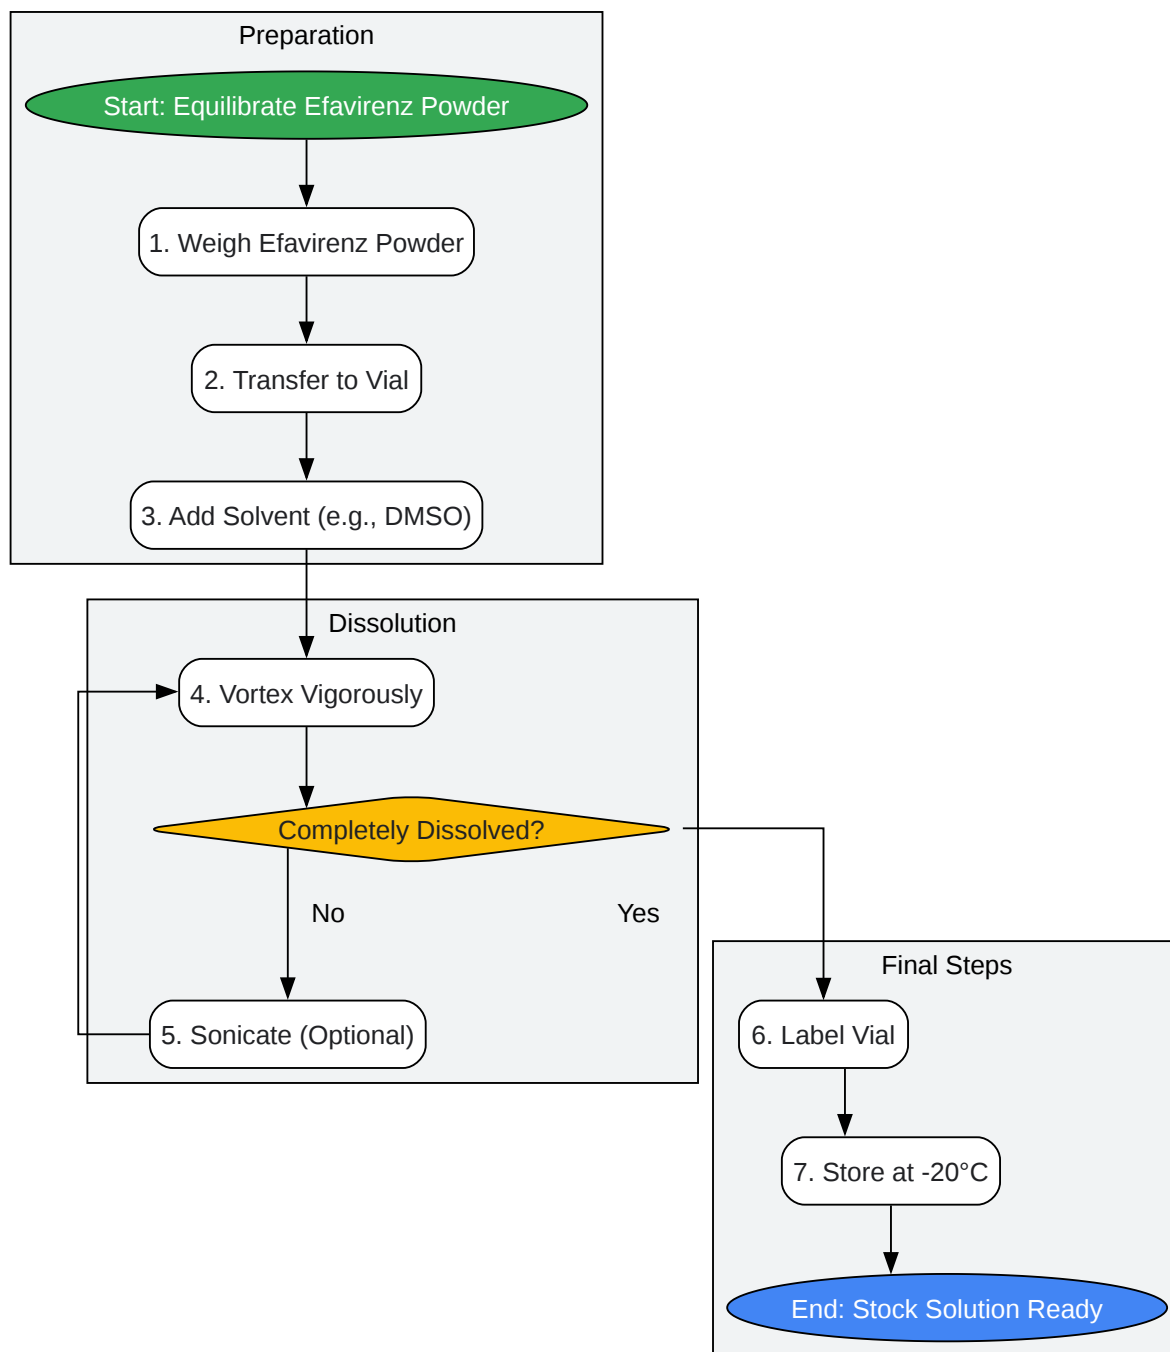 Preparation
Start: Equilibrate Efavirenz Powder
1. Weigh Efavirenz Powder
2. Transfer to Vial
3. Add Solvent (e.g., DMSO)
Dissolution
4. Vortex Vigorously
Completely Dissolved?
No
Yes
5. Sonicate (Optional)
Final Steps
6. Label Vial
7. Store at -20°C
End: Stock Solution Ready